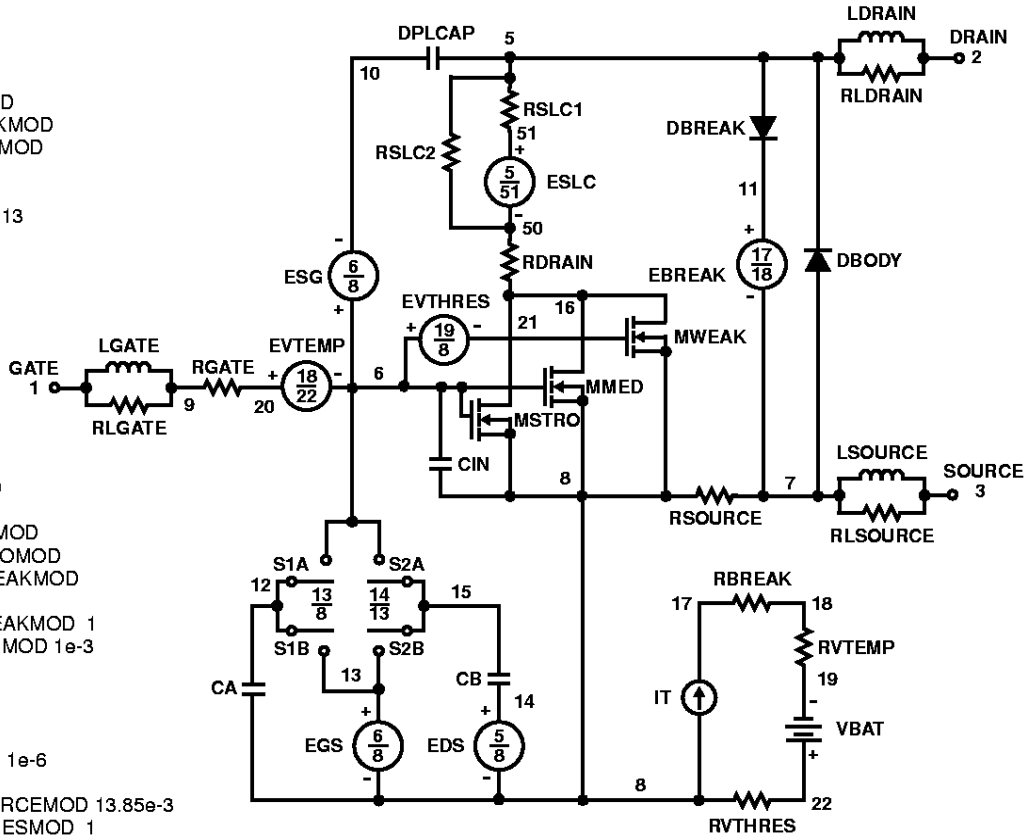 LDRAIN
DPLCAP 5 DRAIN
10 2
RLDRAIN
D
RSLC1
KMOD
51 DBREAK
MOD
RSLC2
+
5
51
ESLC
11
-
50
13
+
17
18
-
RDRAIN
EBREAK
DBODY
-
ESG
6
8
+
EVTHRES
16
+
19
8
-
21
MWEAK
LGATE
EVTEMP
GATE
1
RGATE
+
18
22
-
6
9
20
RLGATE
MMED
MSTRO
CIN
8
7
LSOURCE
SOURCE
3
RSOURCE
RLSOURCE
MOD
OMOD
EAKMOD
S1A
S2A
12
13
8
14
13
15
S1B
S2B
EAKMOD 1
MOD 1e-3
RBREAK
17
18
RVTEMP
13
CA
CB
14
19
IT
-
VBAT
+
+
EGS
6
8
-
+
EDS
5
8
-
1e-6
8
22
RVTHRES
RCEMOD 13.85e-3
ESMOD 1